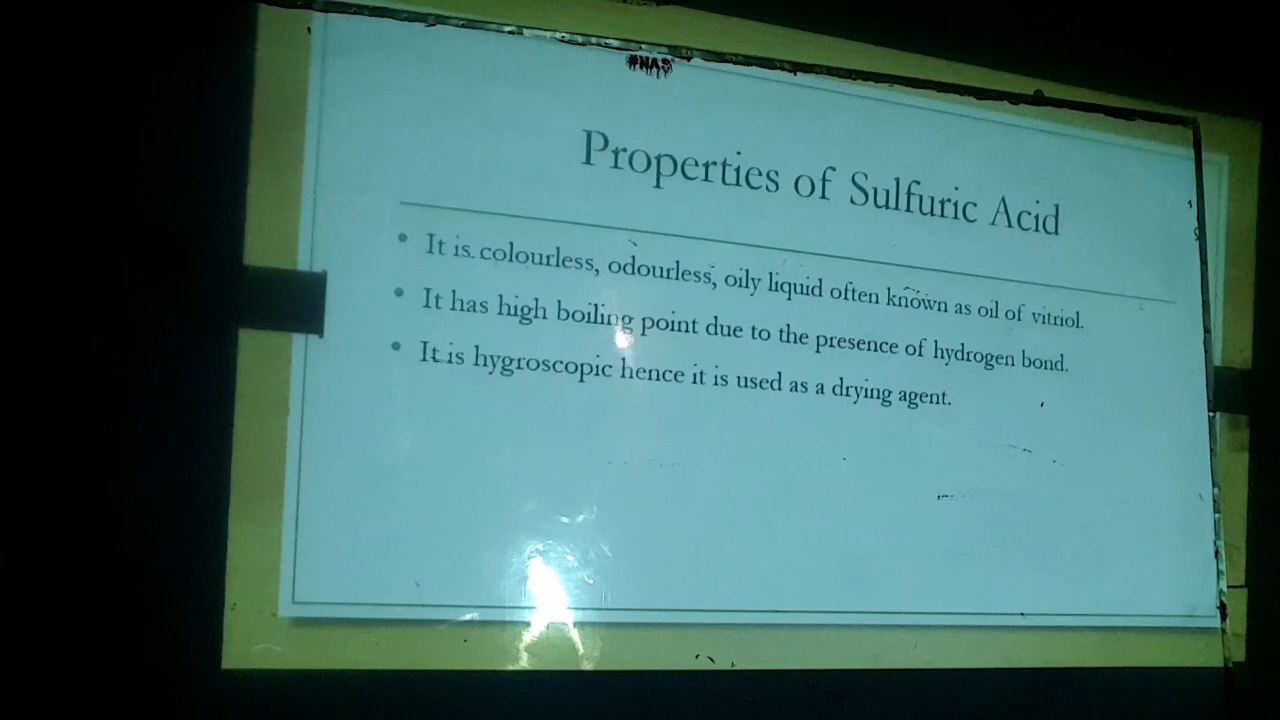 #NAS
Properties of Sulfuric Acid
• It is colourless, odourless, oily liquid often known as oil of vitriol.
• It has high boiling point due to the presence of hydrogen bond.
• It is hygroscopic hence it is used as a drying agent.